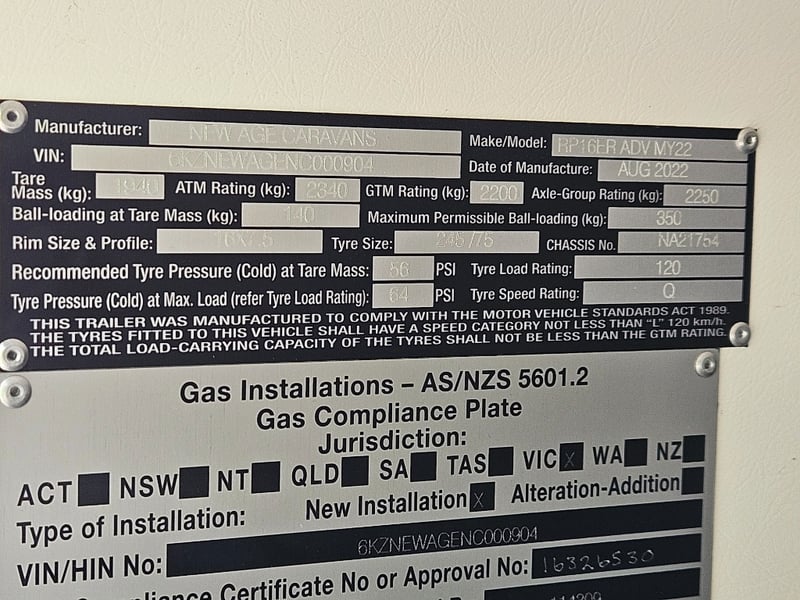 Manufacturer: NEW AGE CARAVANS Make/Model: RP16ER ADV MY22
VIN: 6KZNEWAGENC000904 Date of Manufacture: AUG 2022
Tare Mass (kg): 1940 ATM Rating (kg): 2340 GTM Rating (kg): 2200 Axle-Group Rating (kg): 2250
Ball-loading at Tare Mass (kg): 140 Maximum Permissible Ball-loading (kg): 350
Rim Size & Profile: 16X7.5 Tyre Size: 245 /75 CHASSIS No. NA21754
Recommended Tyre Pressure (Cold) at Tare Mass: 56 PSI Tyre Load Rating: 120
Tyre Pressure (Cold) at Max. Load (refer Tyre Load Rating): 64 PSI Tyre Speed Rating: Q
THIS TRAILER WAS MANUFACTURED TO COMPLY WITH THE MOTOR VEHICLE STANDARDS ACT 1989.
THE TYRES FITTED TO THIS VEHICLE SHALL HAVE A SPEED CATEGORY NOT LESS THAN "L" 120 km/h.
THE TOTAL LOAD-CARRYING CAPACITY OF THE TYRES SHALL NOT BE LESS THAN THE GTM RATING.
Gas Installations – AS/NZS 5601.2
Gas Compliance Plate
Jurisdiction:
ACT NSW NT QLD SA TAS VIC X WA NZ
Type of Installation: New Installation X Alteration-Addition
VIN/HIN No: 6KZNEWAGENC000904
Compliance Certificate No or Approval No: 16326530